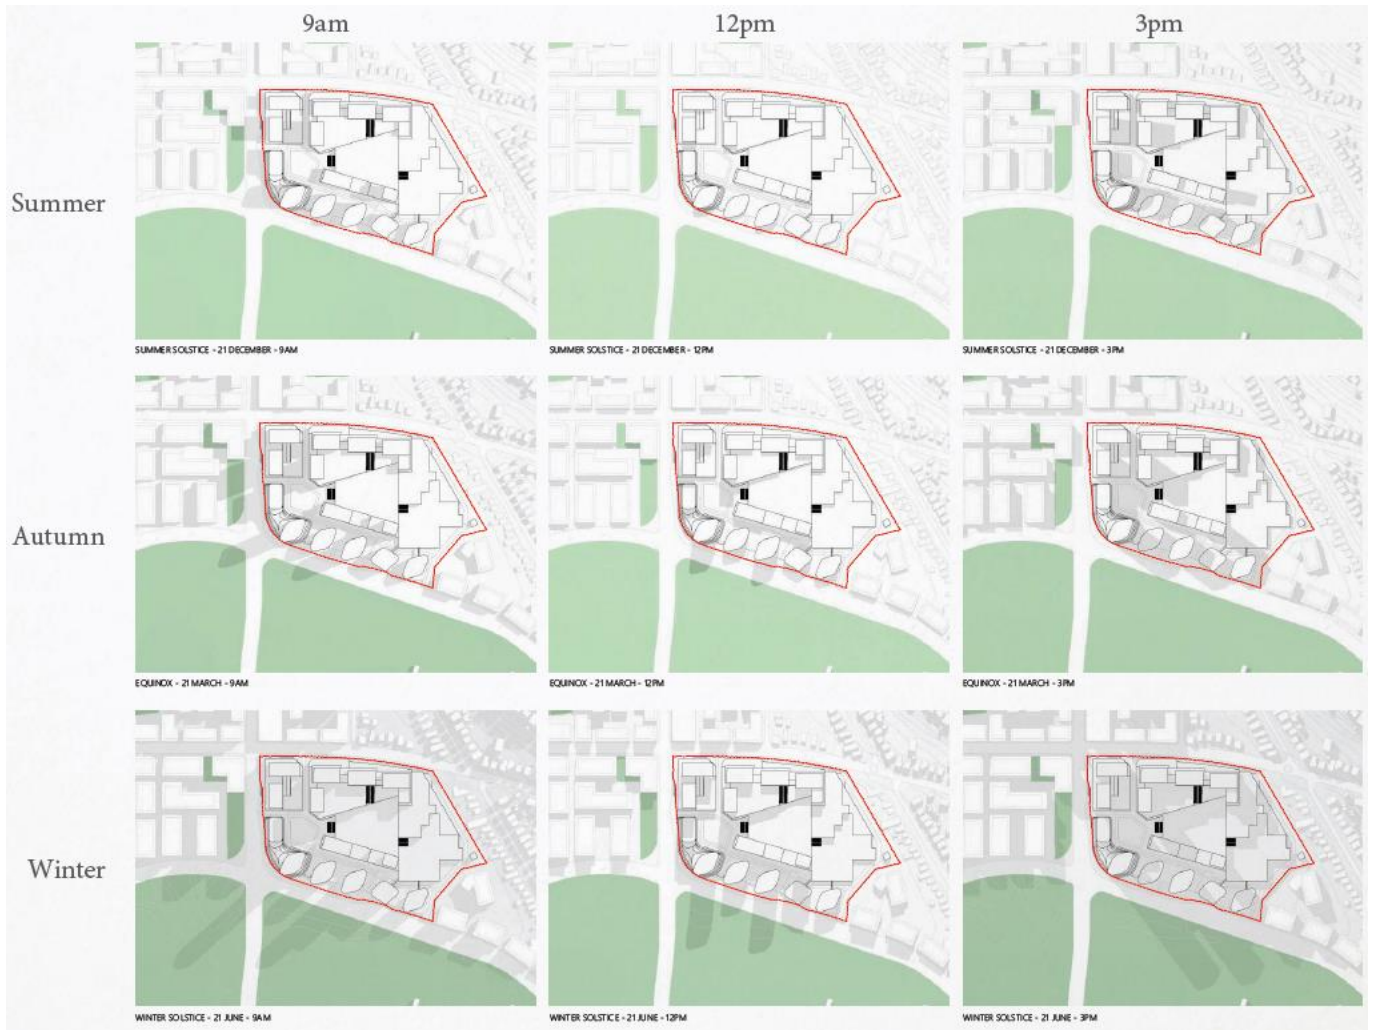 9am 12pm 3pm
Summer
SUMMER SOLSTICE - 21 DECEMBER - 9AM SUMMER SOLSTICE - 21 DECEMBER - 12PM SUMMER SOLSTICE - 21 DECEMBER - 3PM
Autumn
EQUINOX - 21 MARCH - 9AM EQUINOX - 21 MARCH - 12PM EQUINOX - 21 MARCH - 3PM
Winter
WINTER SOLSTICE - 21 JUNE - 9AM WINTER SOLSTICE - 21 JUNE - 12PM WINTER SOLSTICE - 21 JUNE - 3PM